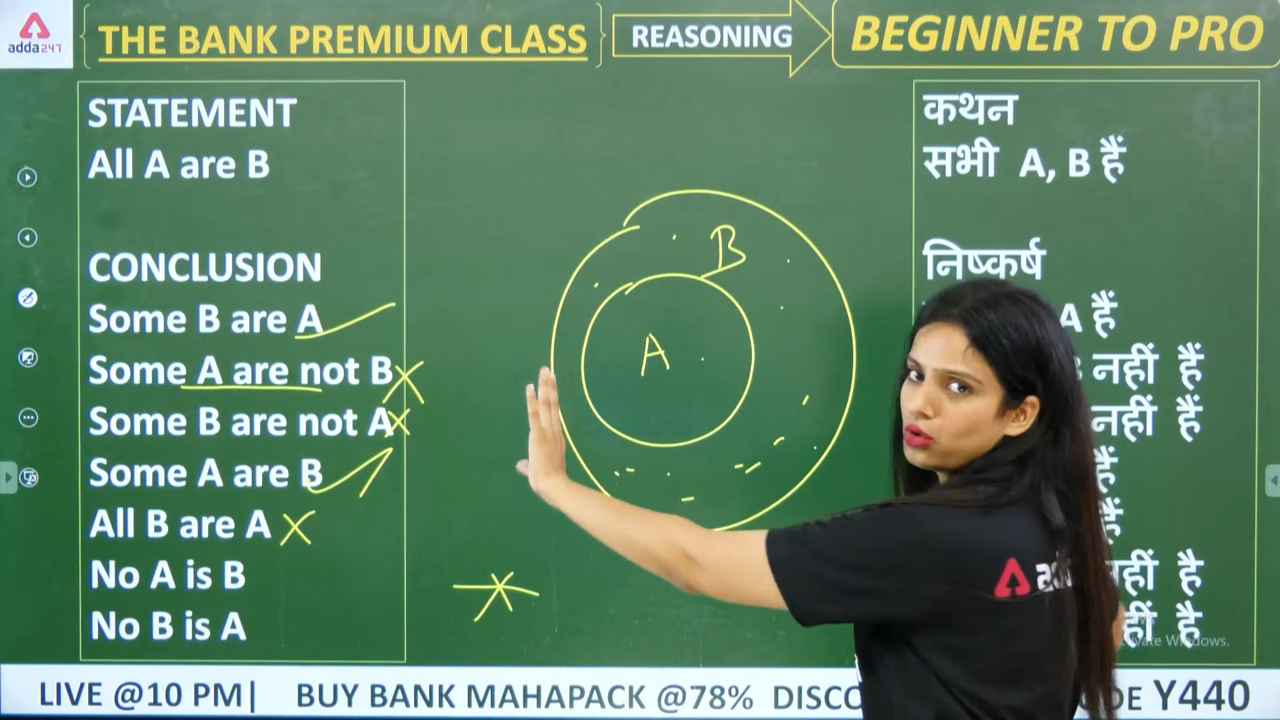 adda247
THE BANK PREMIUM CLASS
REASONING
BEGINNER TO PRO
STATEMENT
All A are B
CONCLUSION
Some B are A
Some A are not B
Some B are not A
Some A are B
All B are A
No A is B
No B is A
B
A
कथन
सभी A, B हैं
निष्कर्ष
A हैं
नहीं हैं
नहीं हैं
हैं
हैं
नहीं है
नहीं है
Windows.
LIVE @10 PM| BUY BANK MAHAPACK @78% Y440